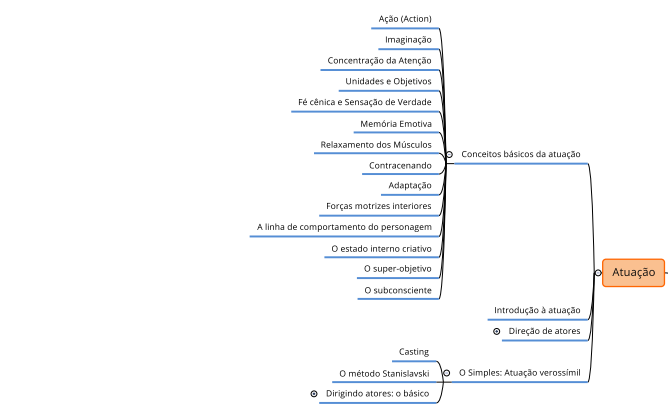 Ação (Action)
Imaginação
Concentração da Atenção
Unidades e Objetivos
Fé cênica e Sensação de Verdade
Memória Emotiva
Relaxamento dos Músculos
Contracenando
Adaptação
Forças motrizes interiores
A linha de comportamento do personagem
O estado interno criativo
O super-objetivo
O subconsciente
Conceitos básicos da atuação
Atuação
Introdução à atuação
Direção de atores
Casting
O método Stanislavski
Dirigindo atores: o básico
O Simples: Atuação verossímil